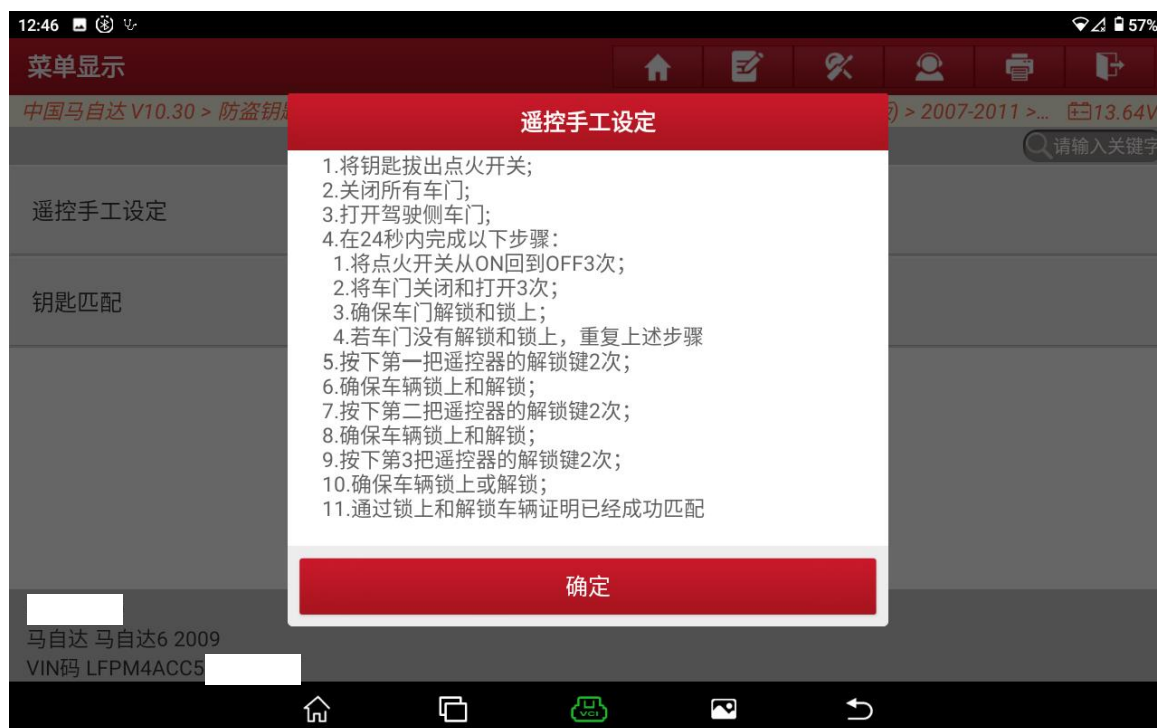 12:46 57%
菜单显示
中国马自达 V10.30 > 防盗钥 ) > 2007-2011 >... 13.64V
请输入关键字
遥控手工设定
钥匙匹配
遥控手工设定
1.将钥匙拔出点火开关;
2.关闭所有车门;
3.打开驾驶侧车门;
4.在24秒内完成以下步骤：
1.将点火开关从ON回到OFF3次；
2.将车门关闭和打开3次；
3.确保车门解锁和锁上；
4.若车门没有解锁和锁上，重复上述步骤
5.按下第一把遥控器的解锁键2次；
6.确保车辆锁上和解锁；
7.按下第二把遥控器的解锁键2次；
8.确保车辆锁上和解锁；
9.按下第3把遥控器的解锁键2次；
10.确保车辆锁上或解锁；
11.通过锁上和解锁车辆证明已经成功匹配
确定
马自达 马自达6 2009
VIN码 LFPM4ACC5
VCI